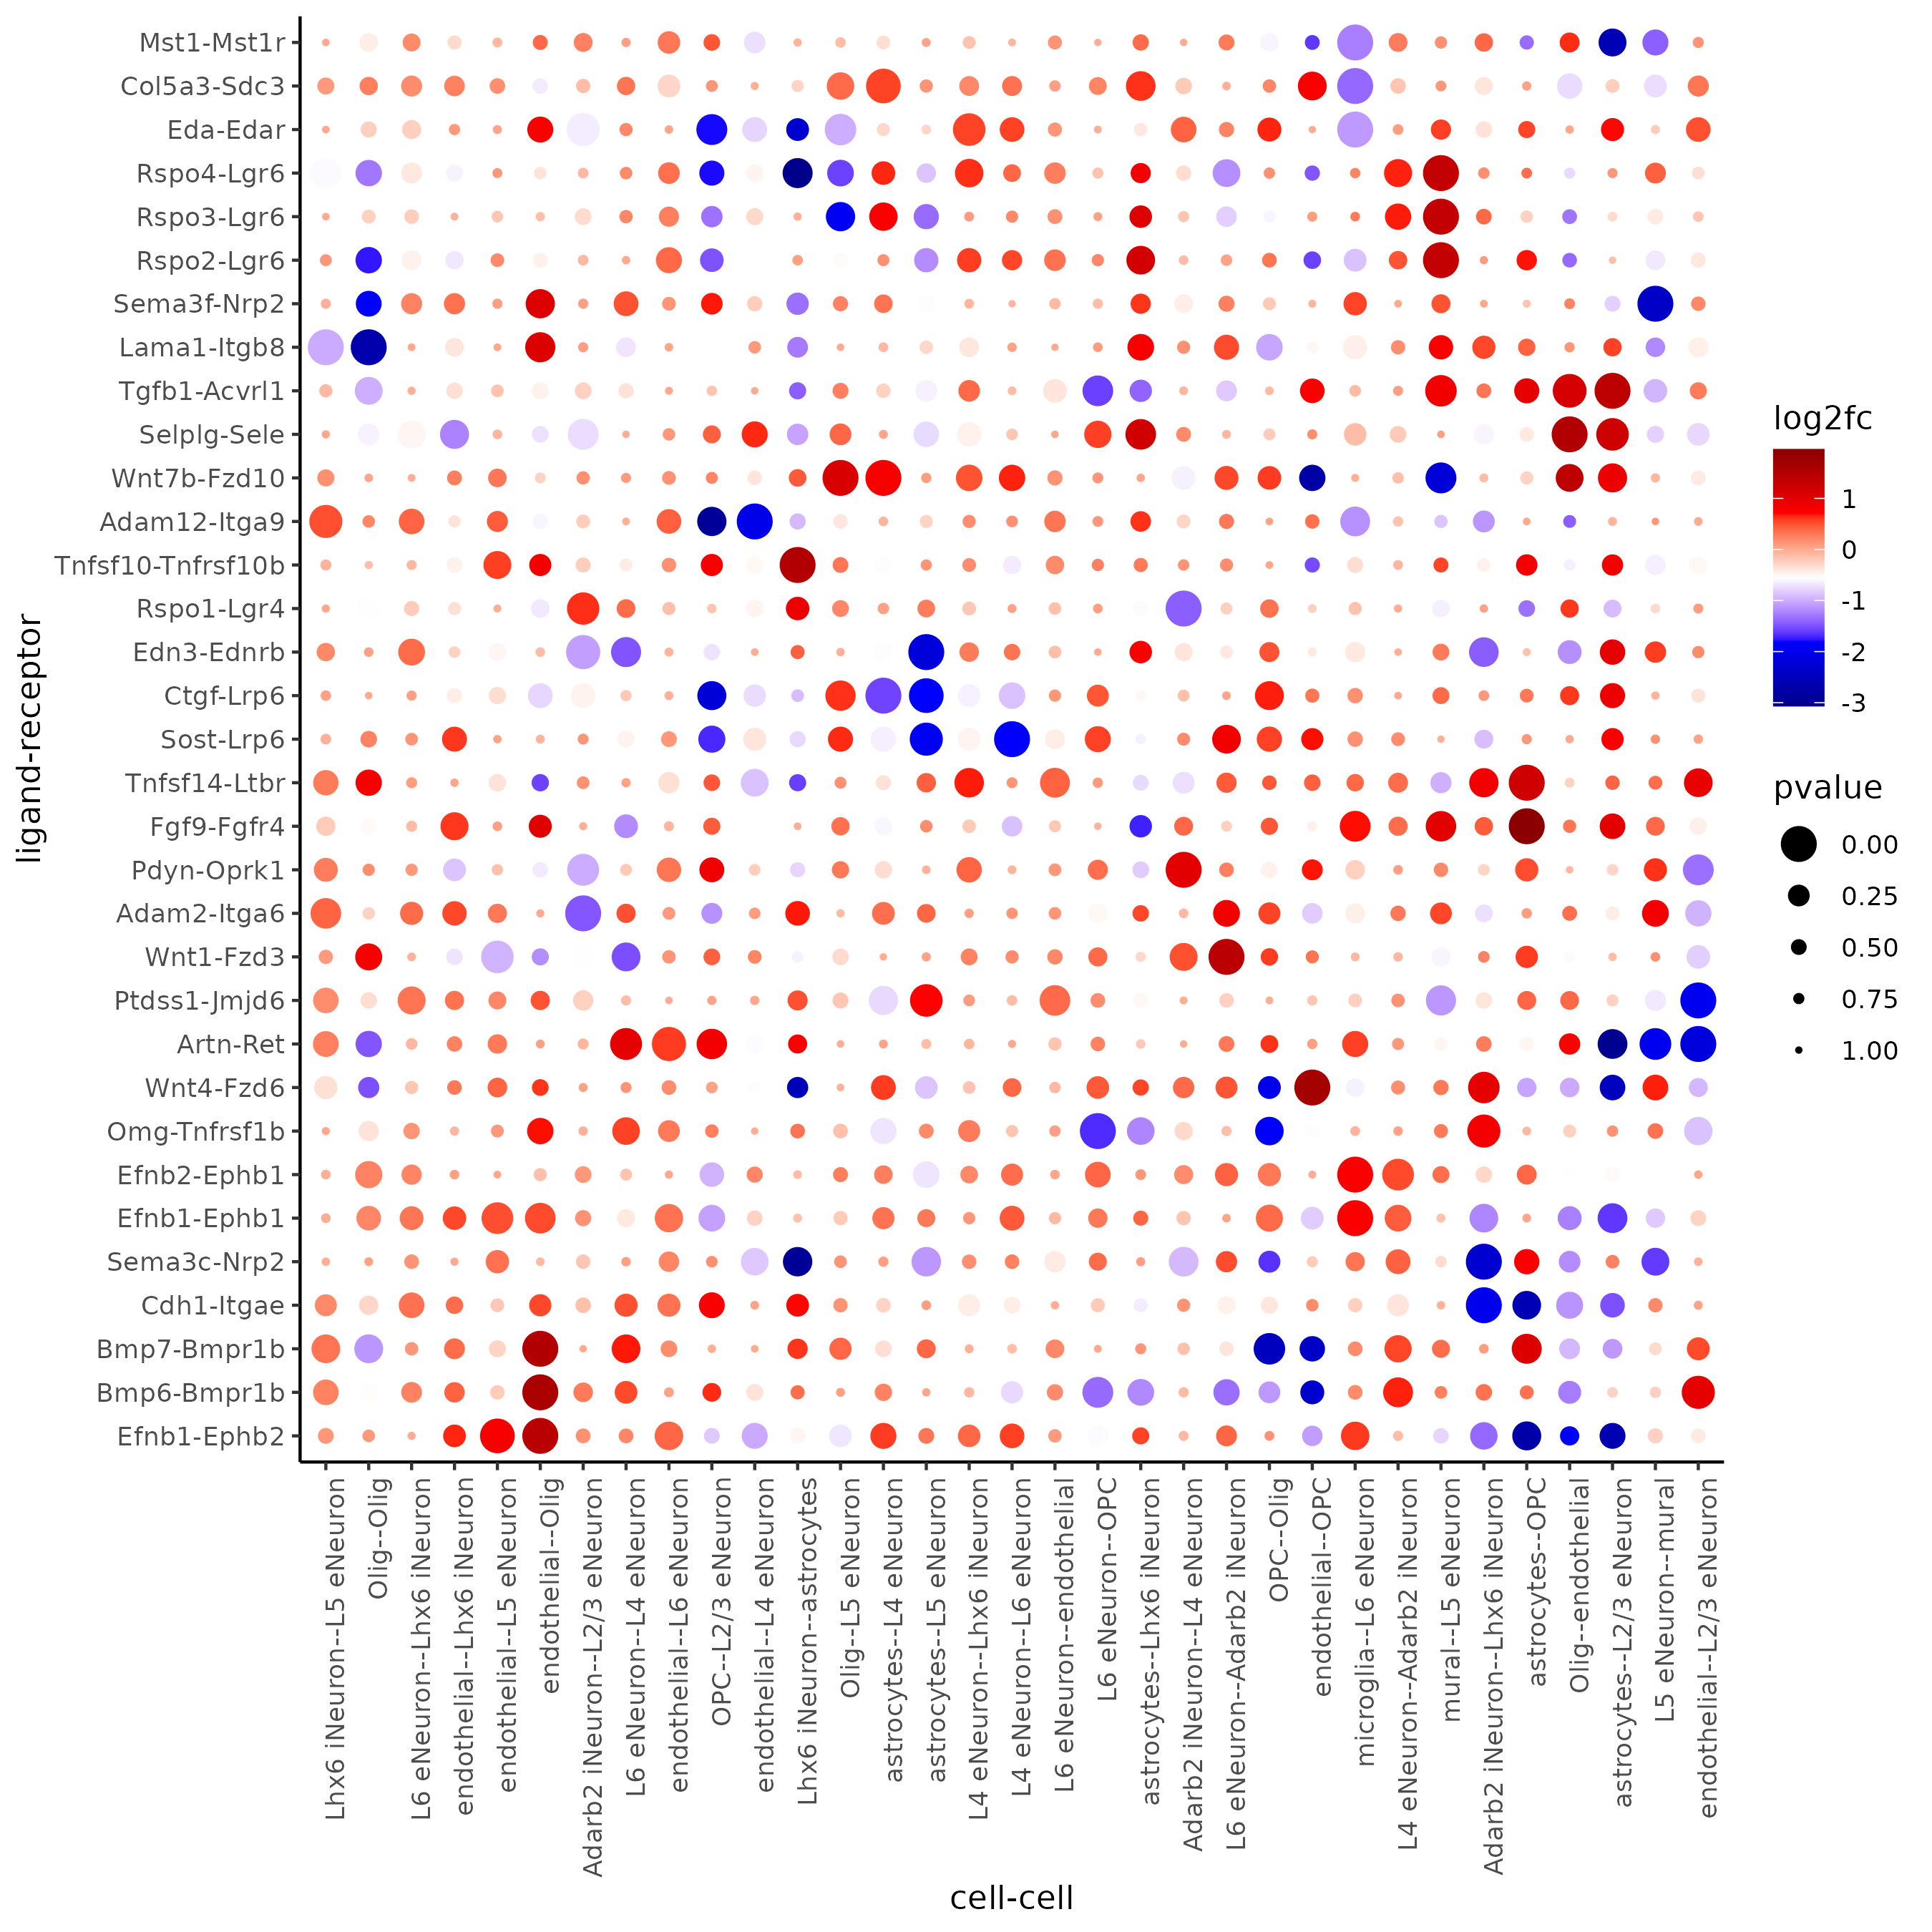 Mst1-Mst1r
Col5a3-Sdc3
Eda-Edar
Rspo4-Lgr6
Rspo3-Lgr6
Rspo2-Lgr6
Sema3f-Nrp2
Lama1-Itgb8
Tgfb1-Acvrl1
Selplg-Sele
Wnt7b-Fzd10
Adam12-Itga9
Tnfsf10-Tnfrsf10b
Rspo1-Lgr4
Edn3-Ednrb
Ctgf-Lrp6
Sost-Lrp6
Tnfsf14-Ltbr
Fgf9-Fgfr4
Pdyn-Oprk1
Adam2-Itga6
Wnt1-Fzd3
Ptdss1-Jmjd6
Artn-Ret
Wnt4-Fzd6
Omg-Tnfrsf1b
Efnb2-Ephb1
Efnb1-Ephb1
Sema3c-Nrp2
Cdh1-Itgae
Bmp7-Bmpr1b
Bmp6-Bmpr1b
Efnb1-Ephb2
ligand-receptor
Lhx6 iNeuron--L5 eNeuron
Olig--Olig
L6 eNeuron--Lhx6 iNeuron
endothelial--Lhx6 iNeuron
endothelial--L5 eNeuron
endothelial--Olig
Adarb2 iNeuron--L2/3 eNeuron
L6 eNeuron--L4 eNeuron
endothelial--L6 eNeuron
OPC--L2/3 eNeuron
endothelial--L4 eNeuron
Lhx6 iNeuron--astrocytes
Olig--L5 eNeuron
astrocytes--L4 eNeuron
astrocytes--L5 eNeuron
L4 eNeuron--Lhx6 iNeuron
L4 eNeuron--L6 eNeuron
L6 eNeuron--endothelial
L6 eNeuron--OPC
astrocytes--Lhx6 iNeuron
Adarb2 iNeuron--L4 eNeuron
L6 eNeuron--Adarb2 iNeuron
OPC--Olig
endothelial--OPC
microglia--L6 eNeuron
L4 eNeuron--Adarb2 iNeuron
mural--L5 eNeuron
Adarb2 iNeuron--Lhx6 iNeuron
astrocytes--OPC
Olig--endothelial
astrocytes--L2/3 eNeuron
L5 eNeuron--mural
endothelial--L2/3 eNeuron
cell-cell
log2fc
1
0
-1
-2
-3
pvalue
0.00
0.25
0.50
0.75
1.00